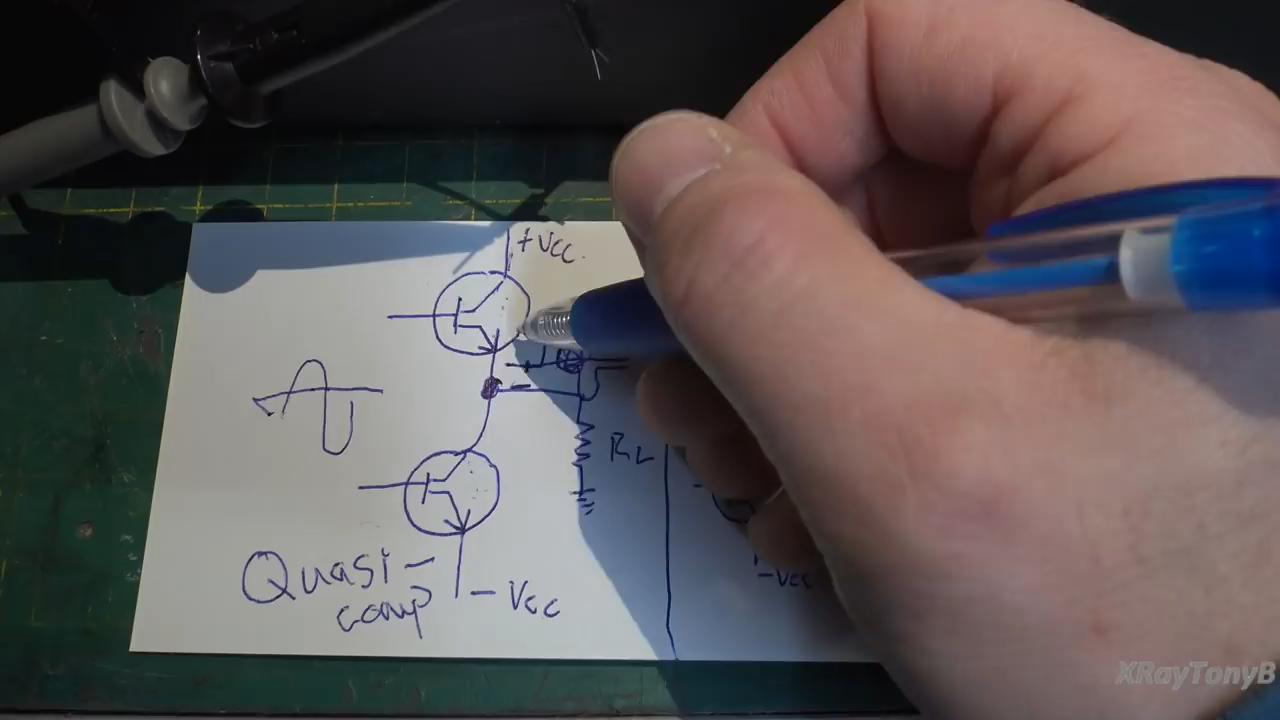 +Vcc
RL
Quasi-
comp
-Vcc
-Vcc
XRayTonyB